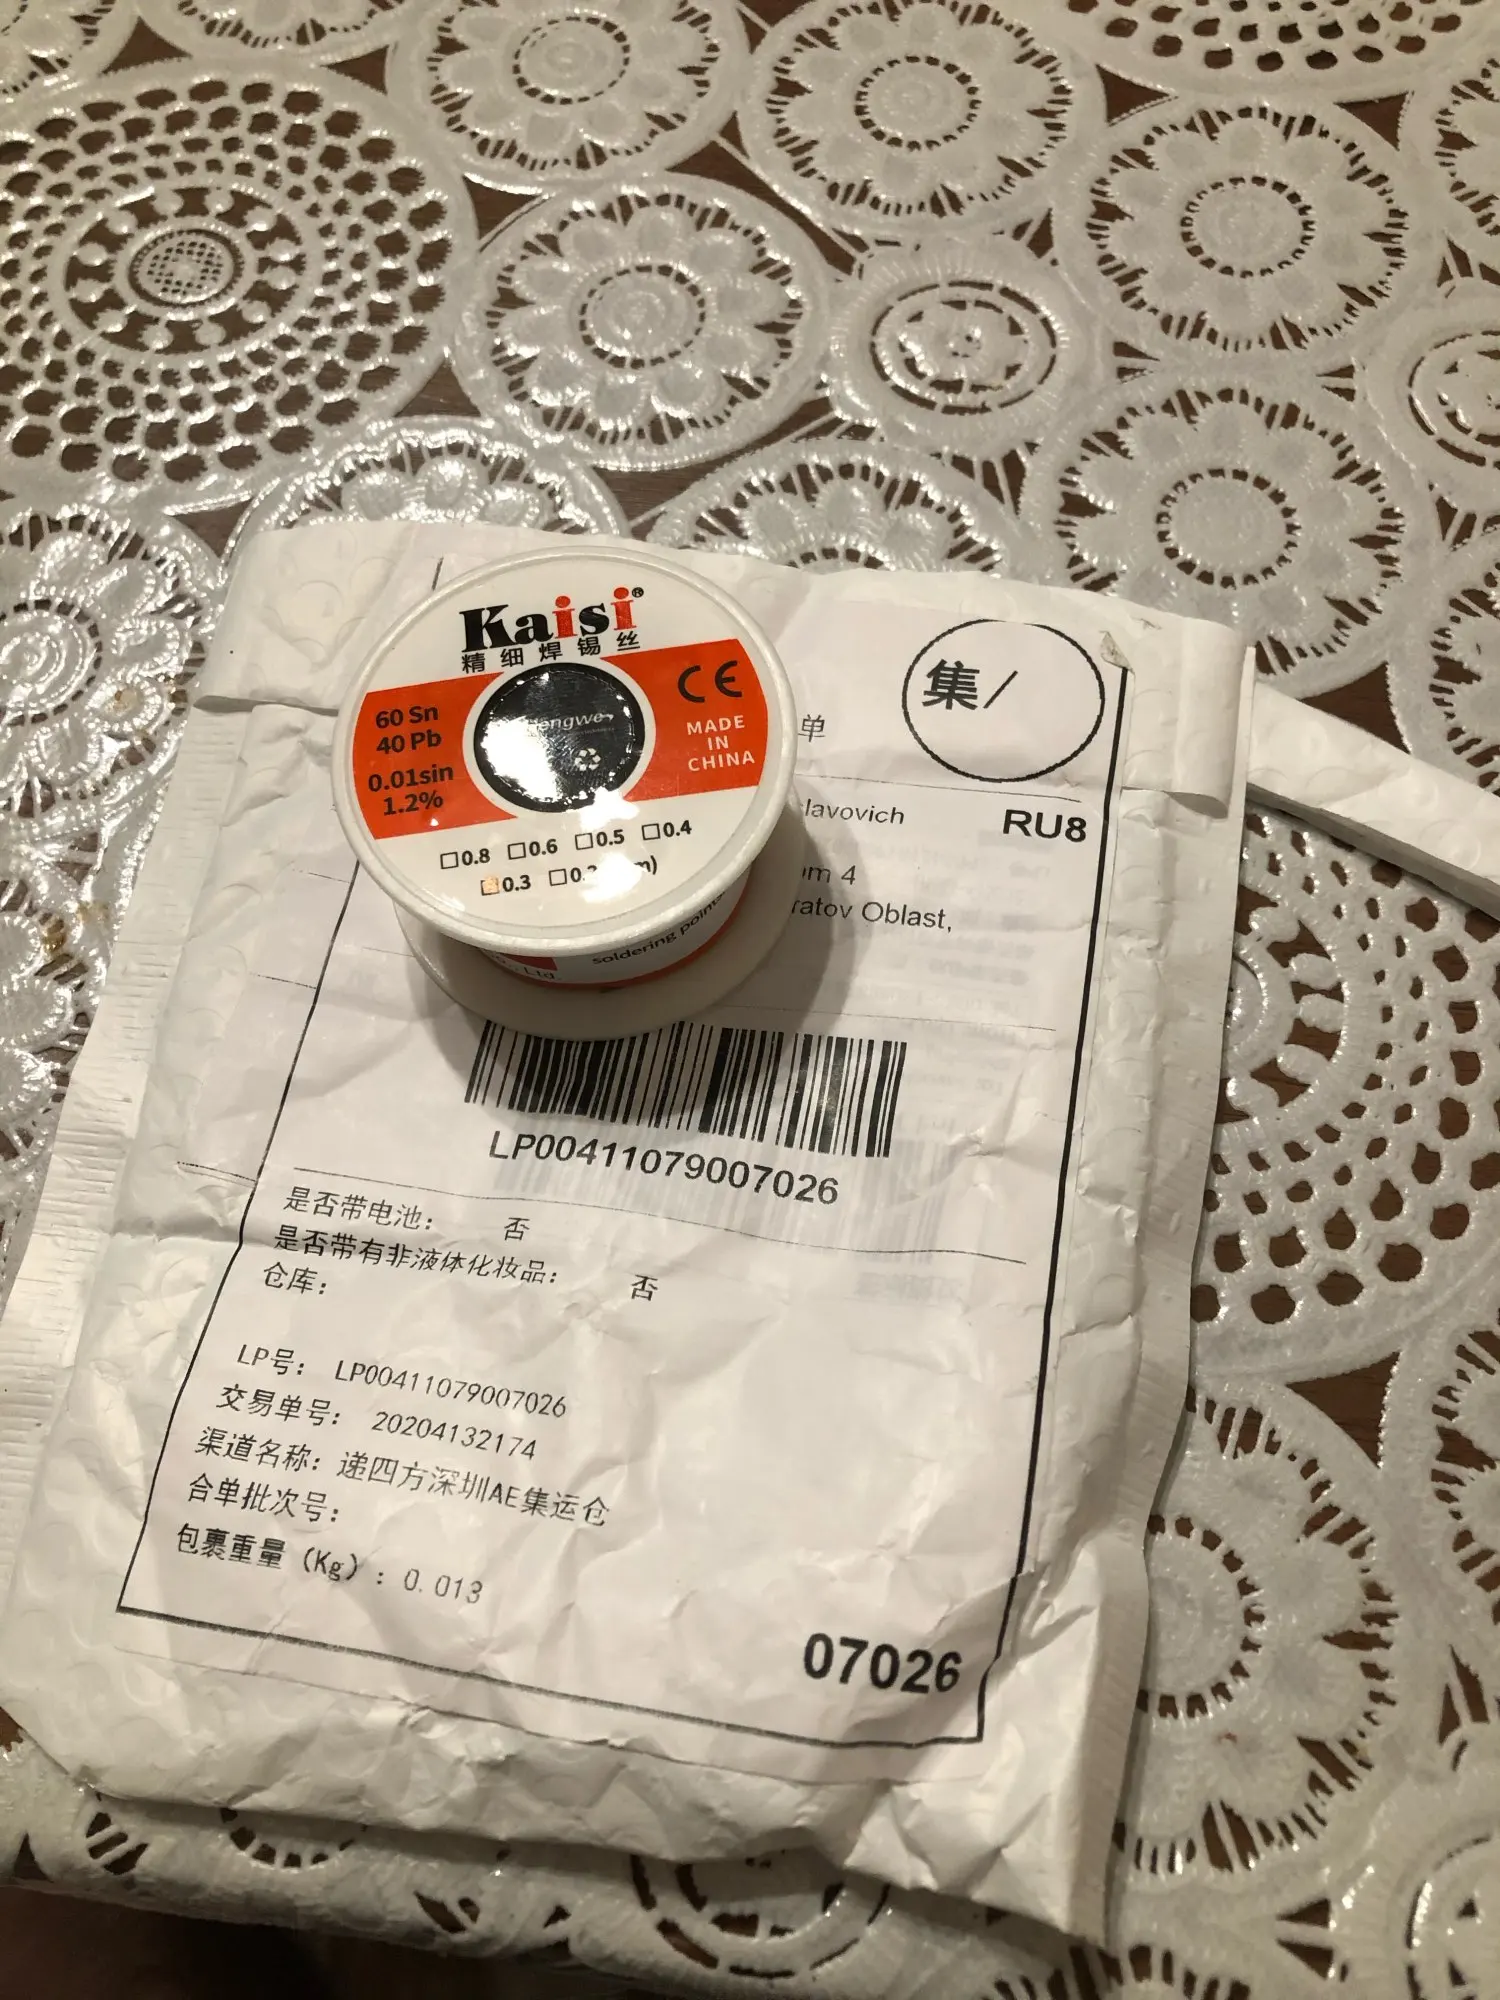 Kaisi®
精细焊锡丝
60 Sn
40 Pb
0.01sin
1.2%
CE
MADE
IN
CHINA
□0.8 □0.6 □0.5 □0.4
□0.3
soldering
Ltd.
集/
单
RU8
4
Oblast,
LP00411079007026
是否带电池: 否
是否带有非液体化妆品: 否
仓库:
LP号: LP00411079007026
交易单号: 20204132174
渠道名称: 递四方深圳AE集运仓
合单批次号:
包裹重量 (Kg) : 0.013
07026